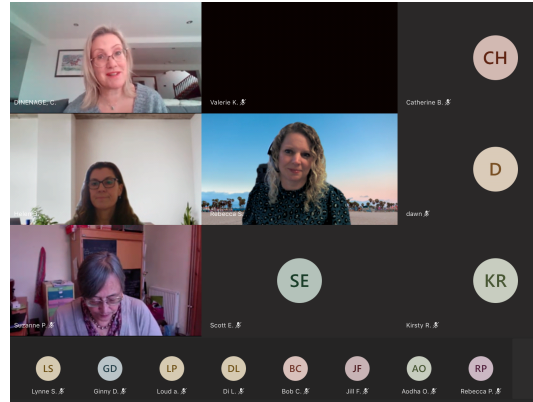 CH
DINENAGE, C.
Valerie K.
Catherine B.
D
Rebecca S.
dawn
SE
KR
Suzanne P.
Scott E.
Kirsty R.
LS
GD
LP
DL
BC
JF
AO
RP
Lynne S.
Ginny D.
Loud a.
Di L.
Bob C.
Jill F.
Aodha O.
Rebecca P.